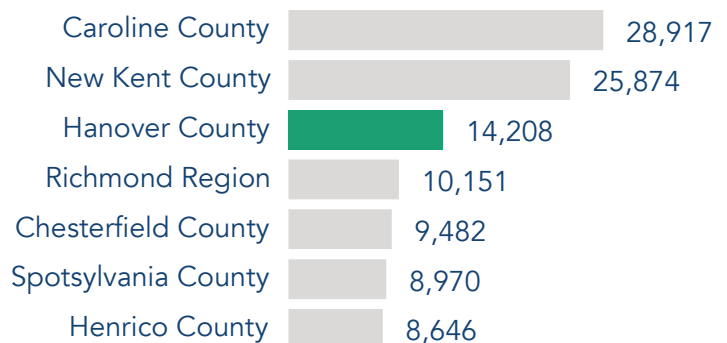 Caroline County 28,917
New Kent County 25,874
Hanover County 14,208
Richmond Region 10,151
Chesterfield County 9,482
Spotsylvania County 8,970
Henrico County 8,646